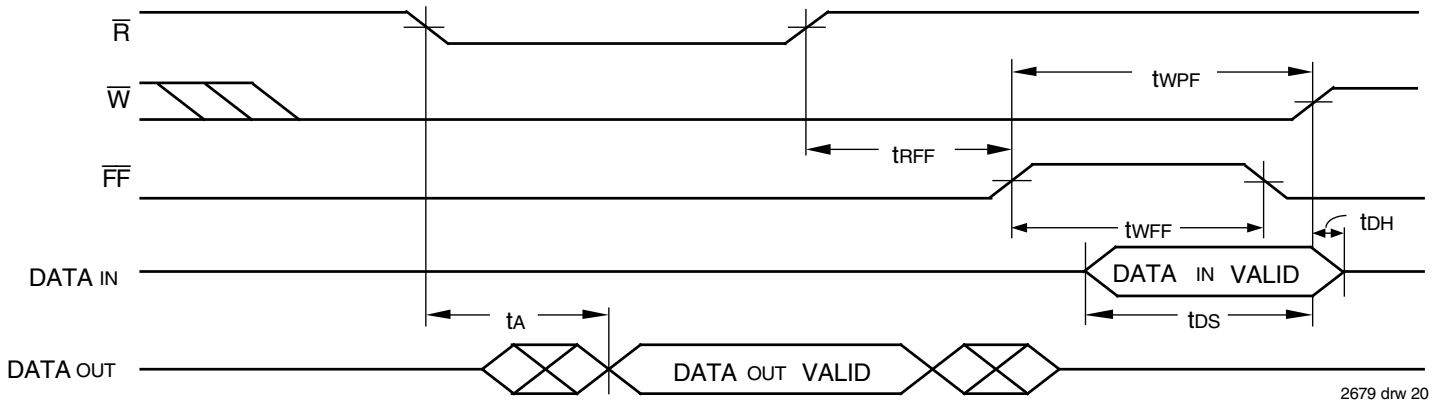 R̅
W̅
tWPF
tRFF
F̅F̅
tWFF
tDH
DATA IN
DATA IN VALID
tA
tDS
DATA OUT
DATA OUT VALID
2679 drw 20